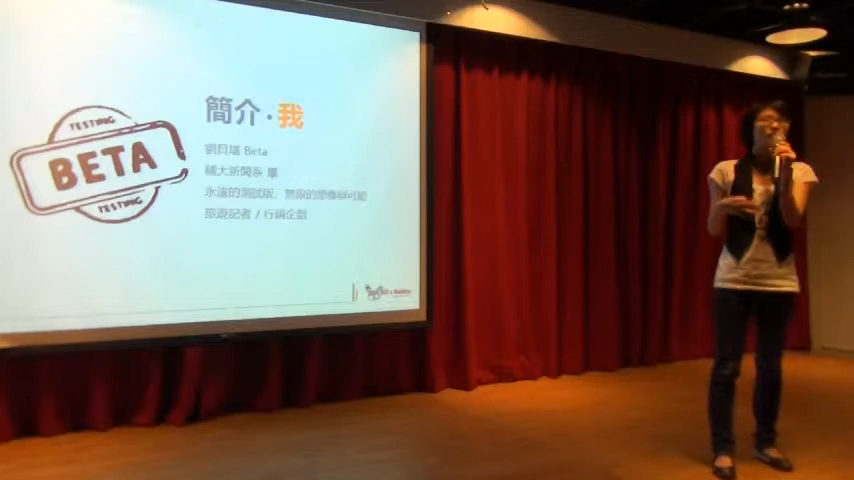 TESTING
BETA
TESTING
簡介·我
劉貝塔 Beta
輔大新聞系 畢
永遠的測試版，無限的想像與可能
旅遊記者 / 行銷企劃